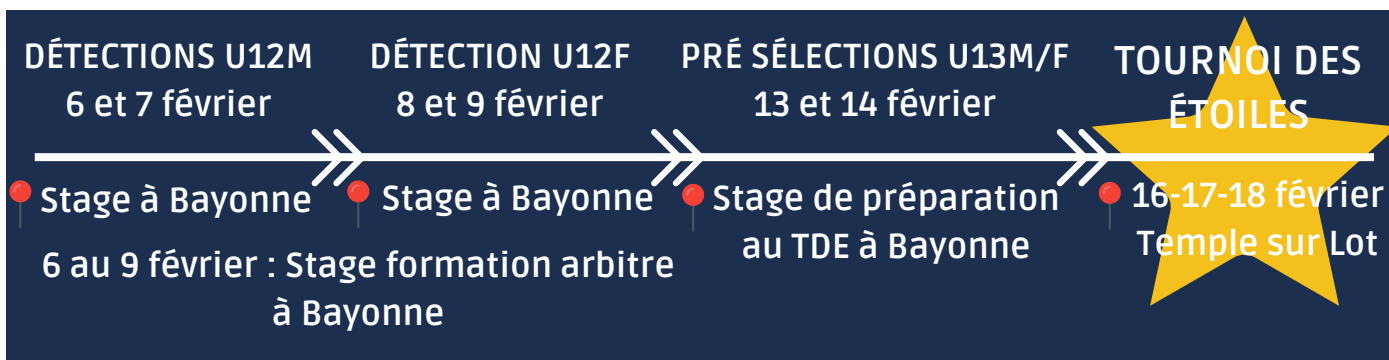 DÉTECTIONS U12M
6 et 7 février
Stage à Bayonne
DÉTECTION U12F
8 et 9 février
Stage à Bayonne
6 au 9 février : Stage formation arbitre
à Bayonne
PRÉ SÉLECTIONS U13M/F
13 et 14 février
Stage de préparation
au TDE à Bayonne
TOURNOI DES
ÉTOILES
16-17-18 février
Temple sur Lot